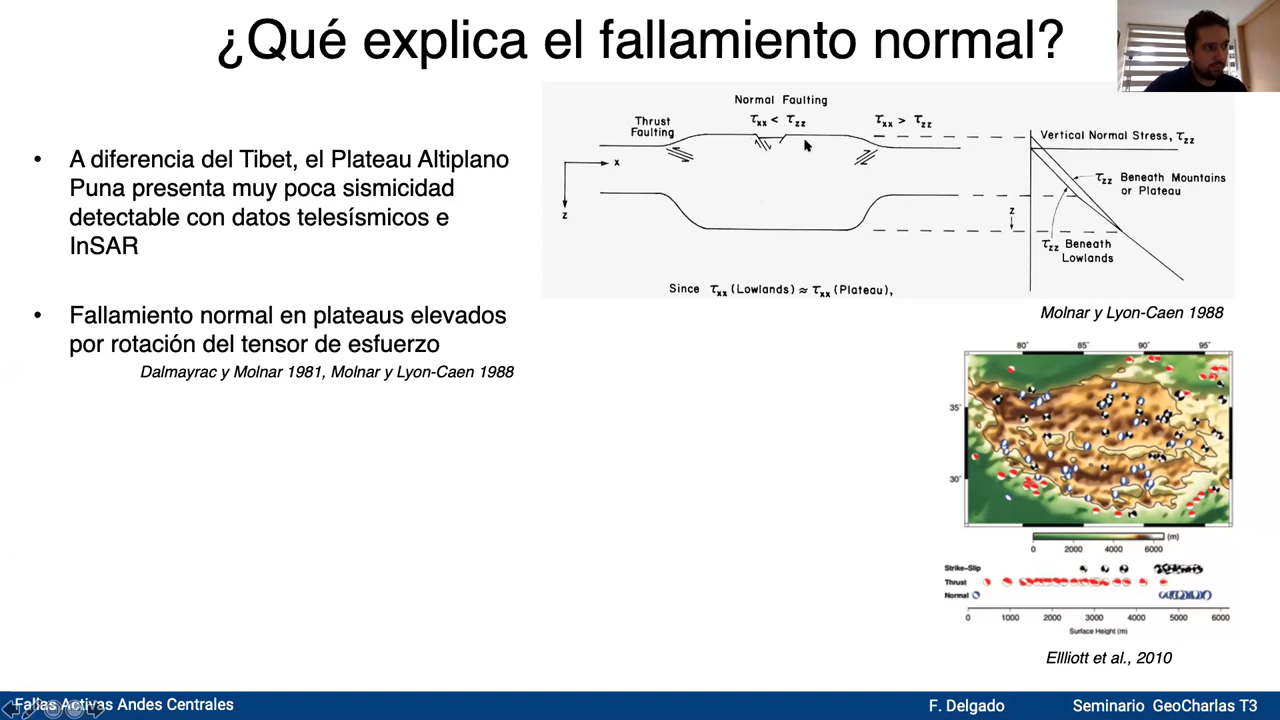 ¿Qué explica el fallamiento normal?
• A diferencia del Tibet, el Plateau Altiplano
Puna presenta muy poca sismicidad
detectable con datos telesísmicos e
InSAR
• Fallamiento normal en plateaus elevados
por rotación del tensor de esfuerzo
Dalmayrac y Molnar 1981, Molnar y Lyon-Caen 1988
Normal Faulting
Thrust
Faulting
τxx < τzz
τxx > τzz
x
z
Vertical Normal Stress, τzz
τzz Beneath Mountains
or Plateau
z
τzz Beneath
Lowlands
Since τxx (Lowlands) ≈ τxx (Plateau),
Molnar y Lyon-Caen 1988
80° 85° 90° 95°
35°
30°
(m)
0 2000 4000 6000
Strike-Slip
Thrust
Normal
0 1000 2000 3000 4000 5000 6000
Surface Height (m)
Ellliott et al., 2010
Fallas Activas Andes Centrales
F. Delgado
Seminario GeoCharlas T3